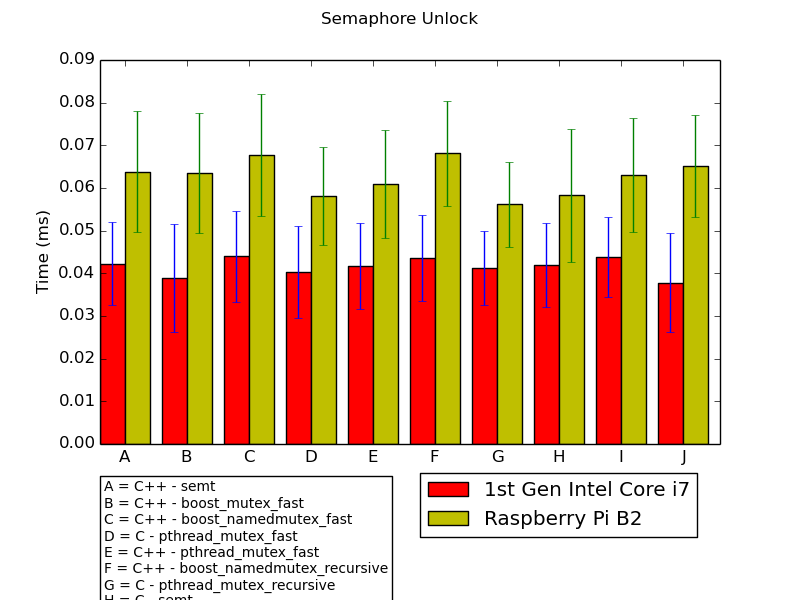 Semaphore Unlock
0.09
0.08
0.07
0.06
0.05
0.04
0.03
0.02
0.01
0.00
Time (ms)
A B C D E F G H I J
A = C++ - semt
B = C++ - boost_mutex_fast
C = C++ - boost_namedmutex_fast
D = C - pthread_mutex_fast
E = C++ - pthread_mutex_fast
F = C++ - boost_namedmutex_recursive
G = C - pthread_mutex_recursive
H = C - semt
1st Gen Intel Core i7
Raspberry Pi B2